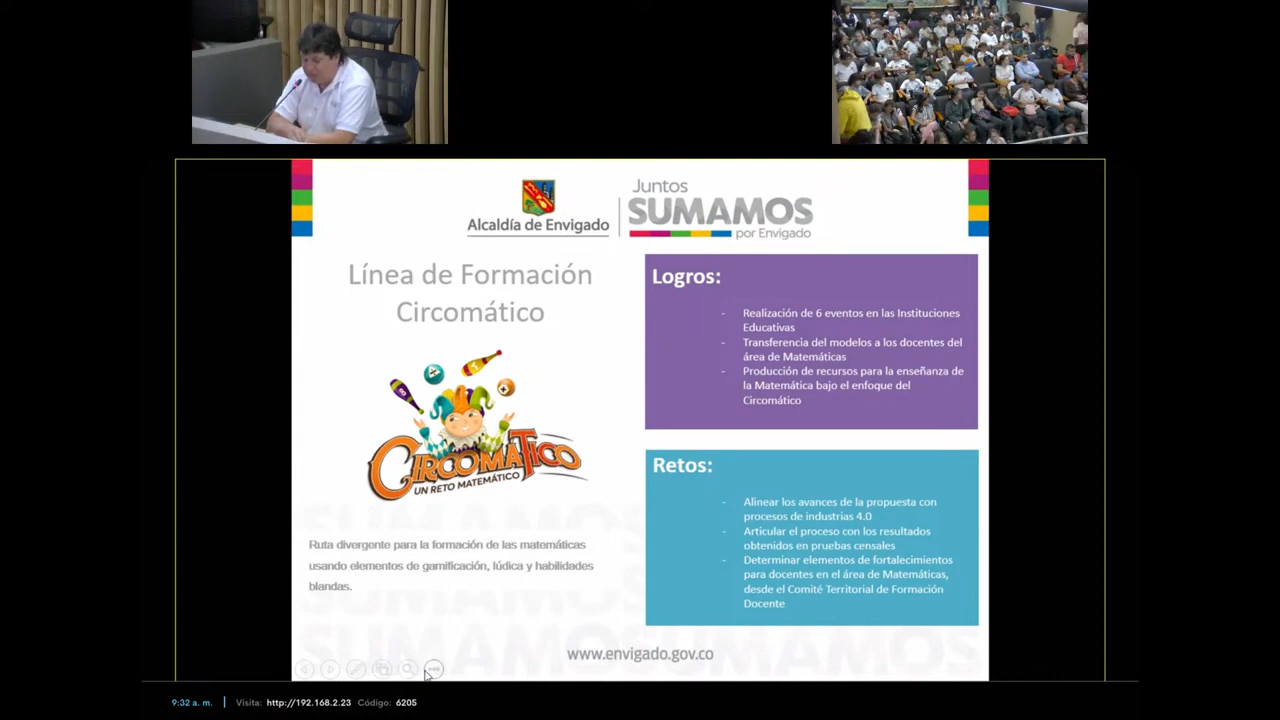 Alcaldía de Envigado
Juntos
SUMAMOS
por Envigado
Línea de Formación
Circomático
CIRCOMÁTICO
UN RETO MATEMÁTICO
Ruta divergente para la formación de las matemáticas
usando elementos de gamificación, lúdica y habilidades
blandas.
Logros:
- Realización de 6 eventos en las Instituciones
Educativas
- Transferencia del modelos a los docentes del
área de Matemáticas
- Producción de recursos para la enseñanza de
la Matemática bajo el enfoque del
Circomático
Retos:
- Alinear los avances de la propuesta con
procesos de industrias 4.0
- Articular el proceso con los resultados
obtenidos en pruebas censales
- Determinar elementos de fortalecimientos
para docentes en el área de Matemáticas,
desde el Comité Territorial de Formación
Docente
SUMAMOS
SUMAMOS
SUMAMOSSUMAMOS
www.envigado.gov.co
9:32 a. m. | Visita: http://192.168.2.23 Código: 6205